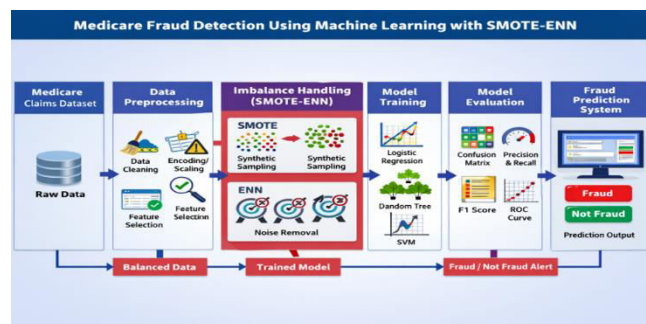 Medicare Fraud Detection Using Machine Learning with SMOTE-ENN
Medicare
Claims Dataset
Raw Data
Data
Preprocessing
Data
Cleaning
Encoding/
Scaling
Feature
Selection
Feature
Selectinn
Imbalance Handling
(SMOTE-ENN)
SMOTE
Synthetic
Sampling
Synthetic
Sampling
ENN
Noise Removal
Model
Training
Logistic
Regression
Dandom Tree
SVM
Model
Evaluation
Confusion
Matrix
Precision
& Recall
F1 Score
ROC
Curve
Fraud
Prediction
System
Fraud
Not Fraud
Prediction Output
Balanced Data
Trained Model
Fraud / Not Fraud Alert